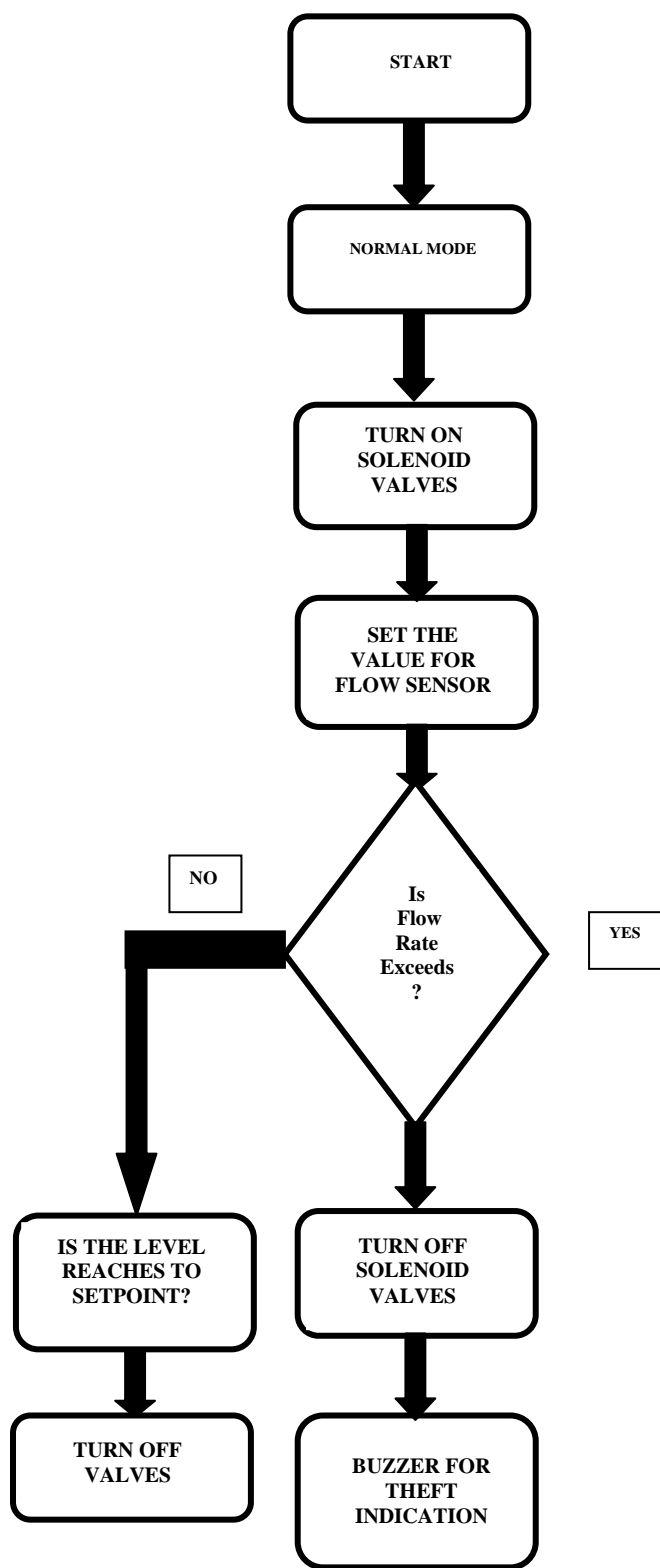 START
NORMAL MODE
TURN ON
SOLENOID
VALVES
SET THE
VALUE FOR
FLOW SENSOR
NO
Is
Flow
Rate
Exceeds
?
YES
IS THE LEVEL
REACHES TO
SETPOINT?
TURN OFF
SOLENOID
VALVES
TURN OFF
VALVES
BUZZER FOR
THEFT
INDICATION